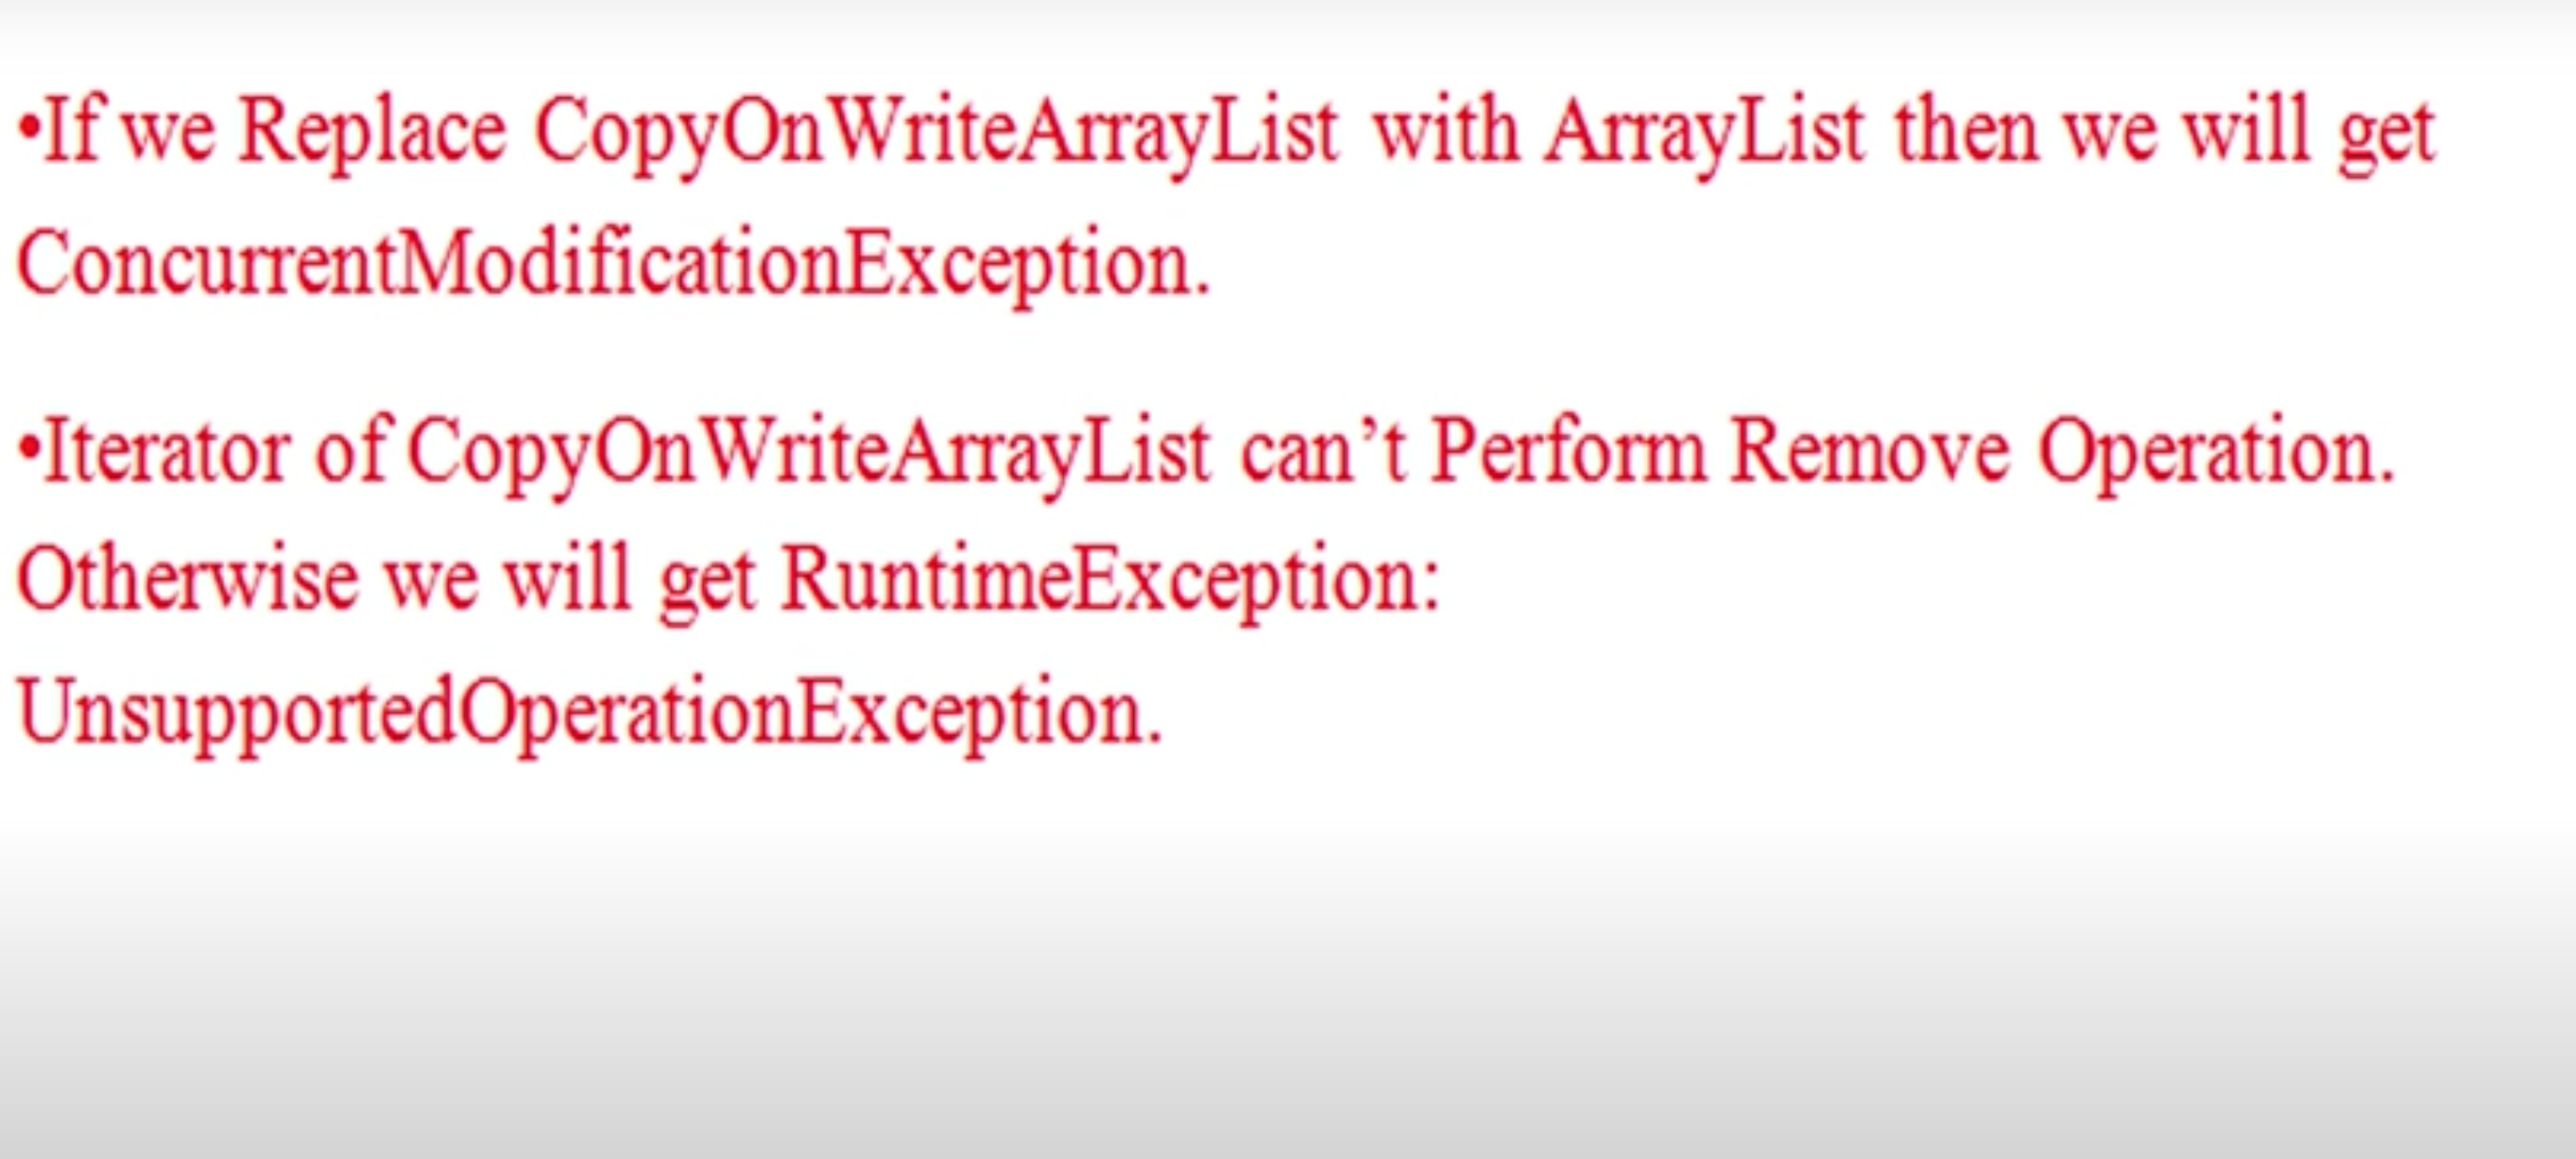 •If we Replace CopyOnWriteArrayList with ArrayList then we will get
ConcurrentModificationException.
•Iterator of CopyOnWriteArrayList can’t Perform Remove Operation.
Otherwise we will get RuntimeException:
UnsupportedOperationException.